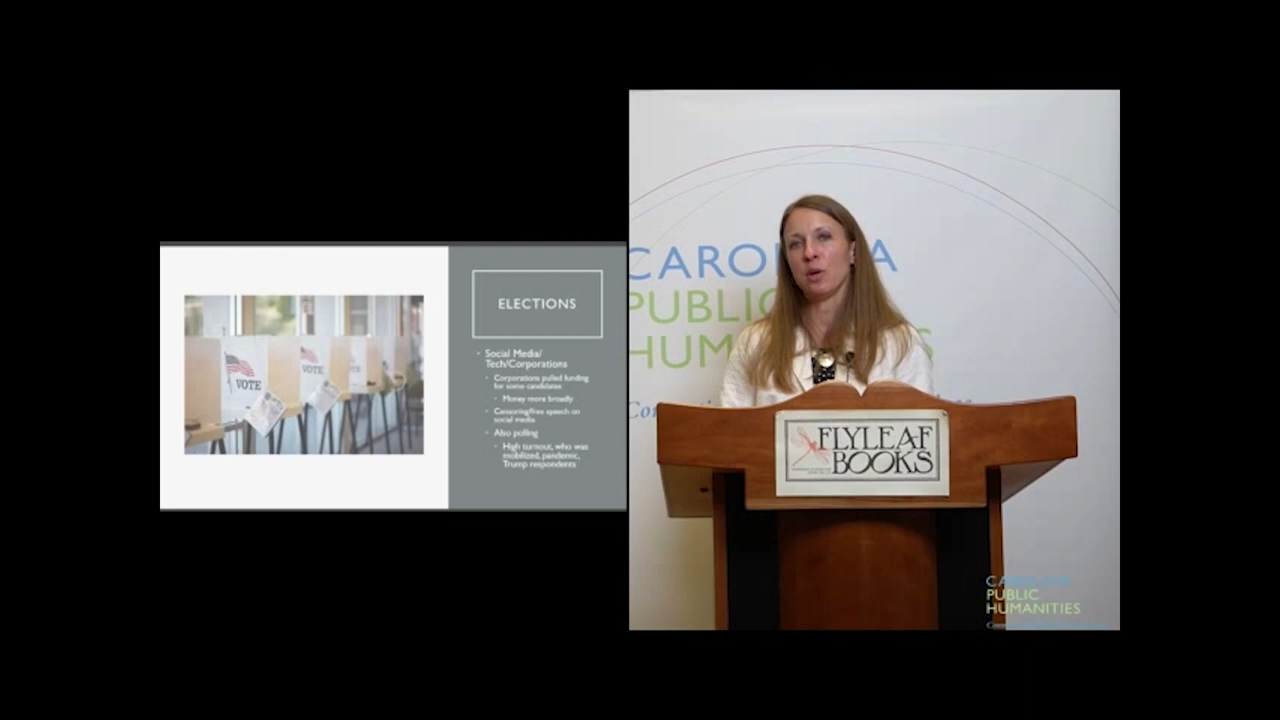 VOTE
VOTE
ELECTIONS
Social Media/
Tech/Corporations
Corporations pulled funding
for some candidates
Money more broadly
Censoring/free speech on
social media
Also polling
High turnout, who was
mobilized, pandemic,
Trump respondents
PUBLIC
HUM
FLYLEAF
BOOKS
CAROLINA
PUBLIC
HUMANITIES